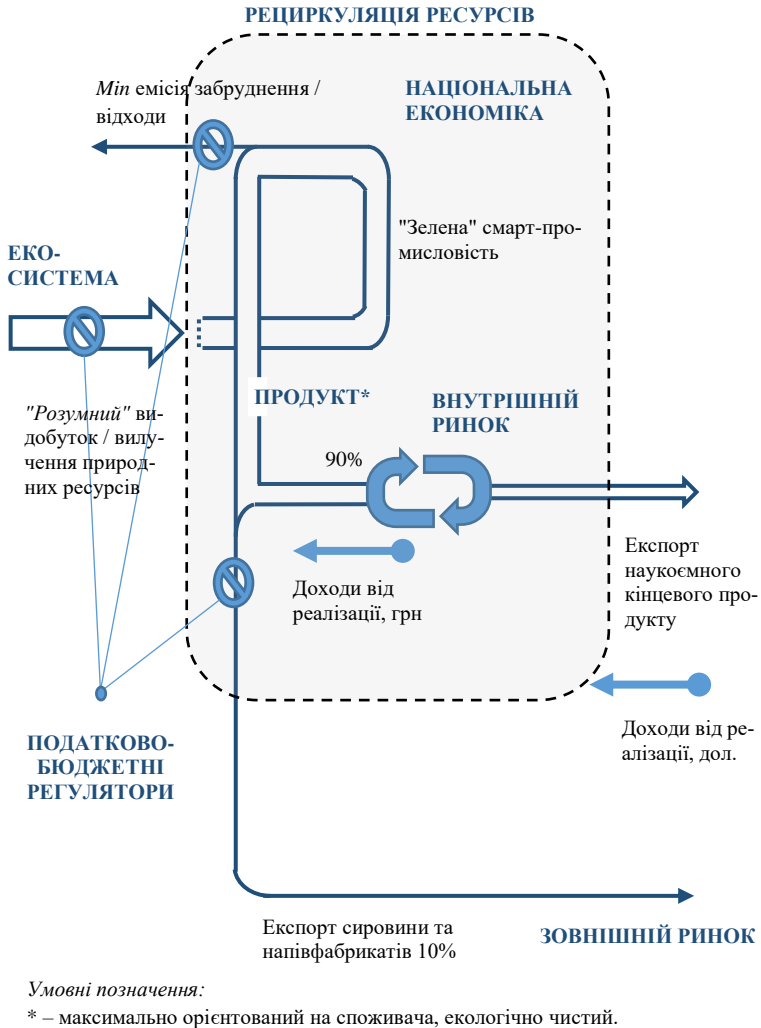 РЕЦИРКУЛЯЦІЯ РЕСУРСІВ
Min емісія забруднення /
відходи
НАЦІОНАЛЬНА
ЕКОНОМІКА
"Зелена" смарт-про-
мисловість
ЕКО-
СИСТЕМА
"Розумний" ви-
добуток / вилу-
чення природ-
них ресурсів
ПРОДУКТ*
ВНУТРІШНІЙ
РИНОК
90%
Доходи від
реалізації, грн
Експорт
наукоємного
кінцевого про-
дукту
Доходи від ре-
алізації, дол.
ПОДАТКОВО-
БЮДЖЕТНІ
РЕГУЛЯТОРИ
Експорт сировини та
напівфабрикатів 10%
ЗОВНІШНІЙ РИНОК
Умовні позначення:
* – максимально орієнтований на споживача, екологічно чистий.